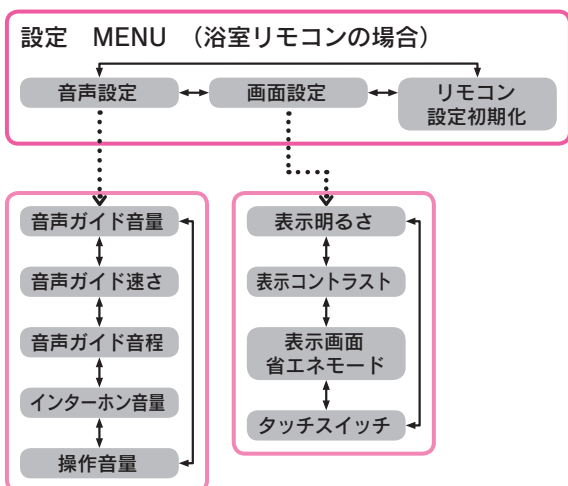 設定 MENU (浴室リモコンの場合)
音声設定
画面設定
リモコン
設定初期化
音声ガイド音量
音声ガイド速さ
音声ガイド音程
インターホン音量
操作音量
表示明るさ
表示コントラスト
表示画面
省エネモード
タッチスイッチ